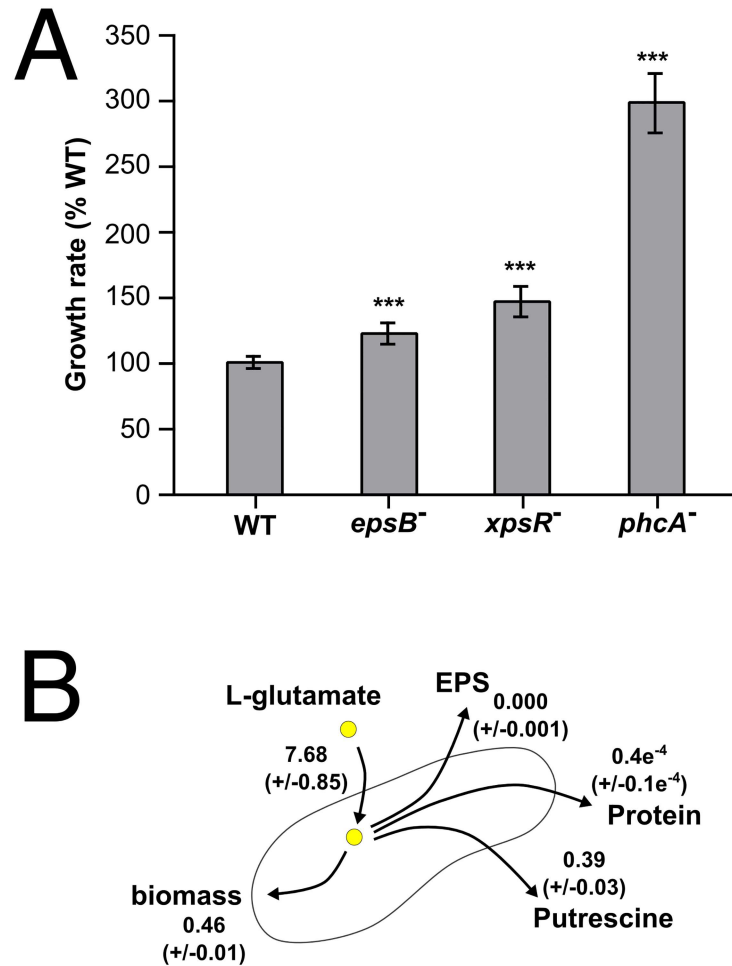 A
Growth rate (% WT)
350
300
250
200
150
100
50
0
***
***
***
WT
epsB-
xpsR-
phcA-
B
L-glutamate
7.68
(+/-0.85)
EPS
0.000
(+/-0.001)
0.4e-4
(+/-0.1e-4)
Protein
0.39
(+/-0.03)
Putrescine
biomass
0.46
(+/-0.01)